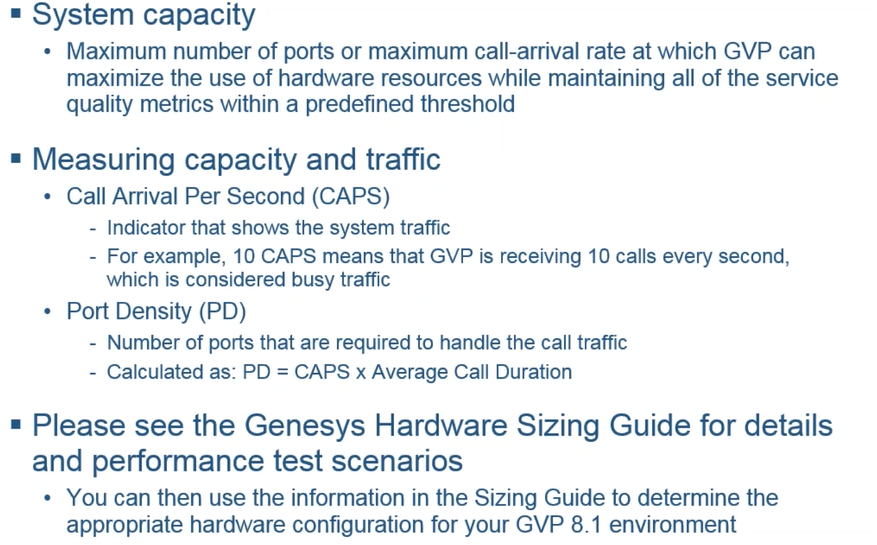 ▪ System capacity
• Maximum number of ports or maximum call-arrival rate at which GVP can
maximize the use of hardware resources while maintaining all of the service
quality metrics within a predefined threshold
▪ Measuring capacity and traffic
• Call Arrival Per Second (CAPS)
- Indicator that shows the system traffic
- For example, 10 CAPS means that GVP is receiving 10 calls every second,
which is considered busy traffic
• Port Density (PD)
- Number of ports that are required to handle the call traffic
- Calculated as: PD = CAPS x Average Call Duration
▪ Please see the Genesys Hardware Sizing Guide for details
and performance test scenarios
• You can then use the information in the Sizing Guide to determine the
appropriate hardware configuration for your GVP 8.1 environment